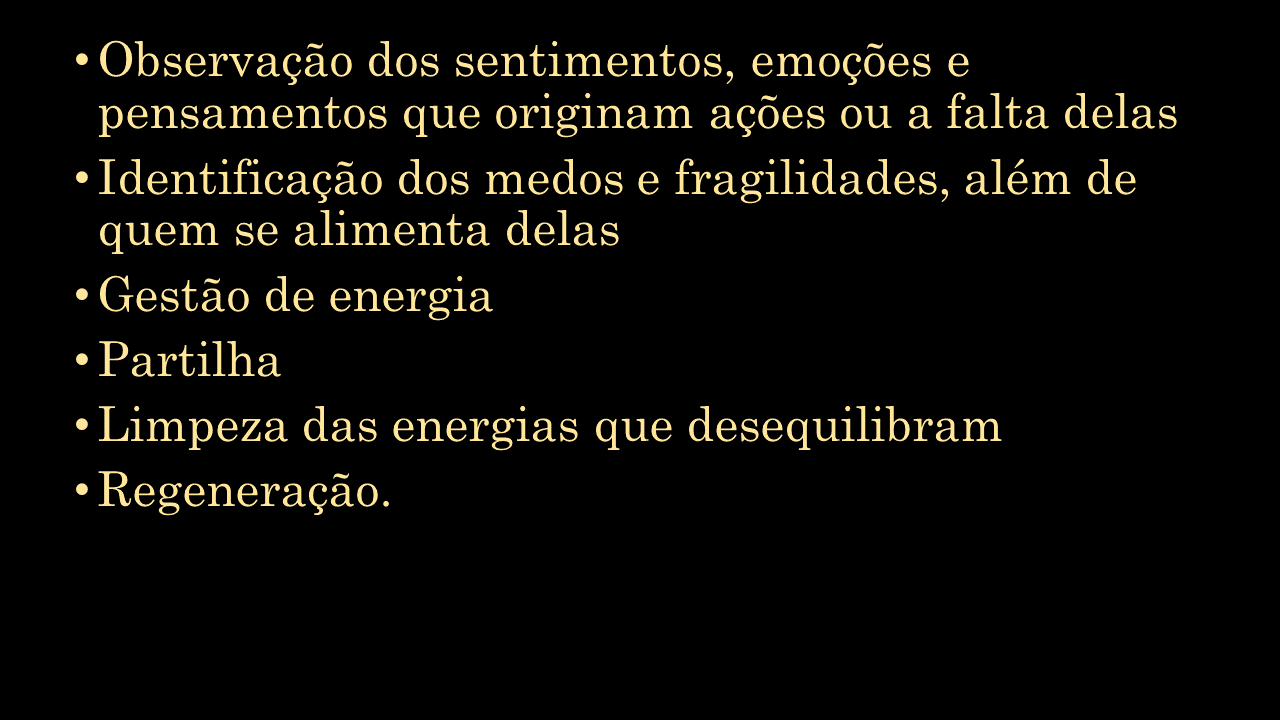 • Observação dos sentimentos, emoções e
pensamentos que originam ações ou a falta delas
• Identificação dos medos e fragilidades, além de
quem se alimenta delas
• Gestão de energia
• Partilha
• Limpeza das energias que desequilibram
• Regeneração.